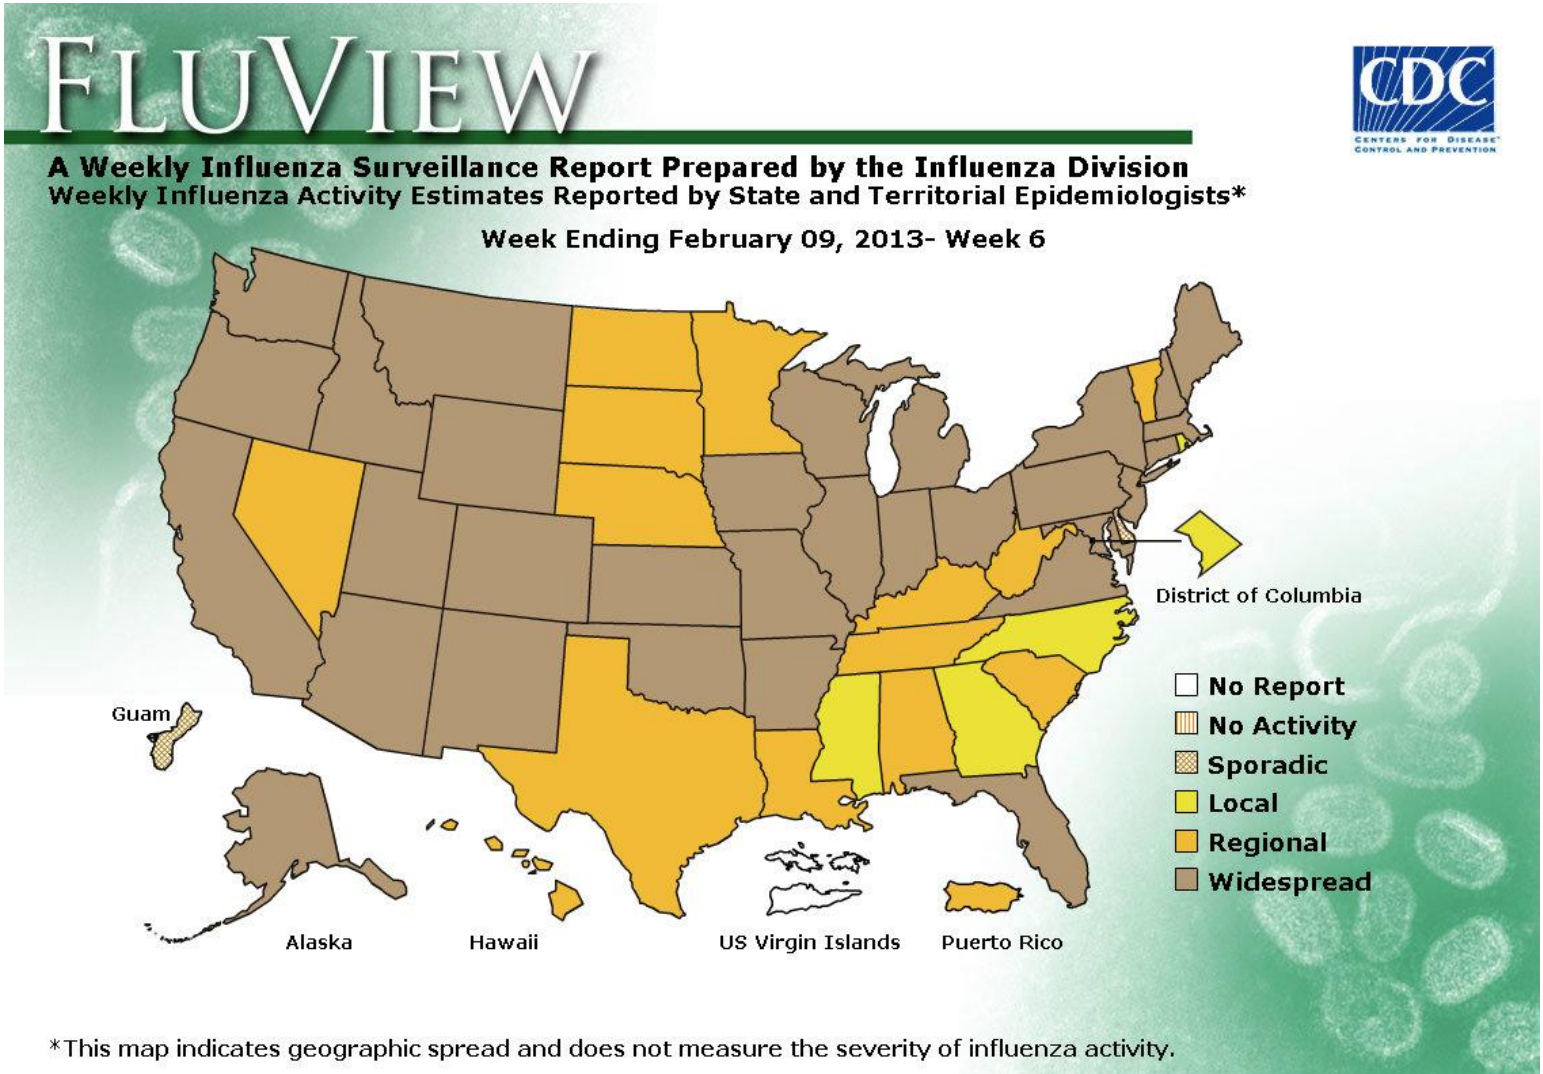 FLUVIEW
CDC
CENTERS FOR DISEASE
CONTROL AND PREVENTION
A Weekly Influenza Surveillance Report Prepared by the Influenza Division
Weekly Influenza Activity Estimates Reported by State and Territorial Epidemiologists*
Week Ending February 09, 2013- Week 6
District of Columbia
No Report
No Activity
Sporadic
Local
Regional
Widespread
Guam
Alaska
Hawaii
US Virgin Islands
Puerto Rico
*This map indicates geographic spread and does not measure the severity of influenza activity.